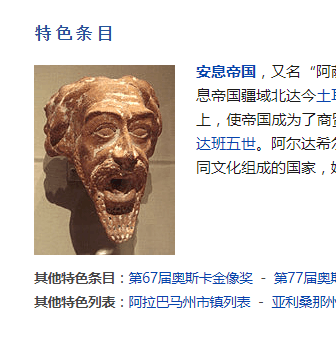 特色条目
安息帝国，又名“阿
息帝国疆域北达今土
上，使帝国成为了商
达班五世。阿尔达希
同文化组成的国家，
其他特色条目：第67届奥斯卡金像奖 - 第77届奥
其他特色列表：阿拉巴马州市镇列表 - 亚利桑那